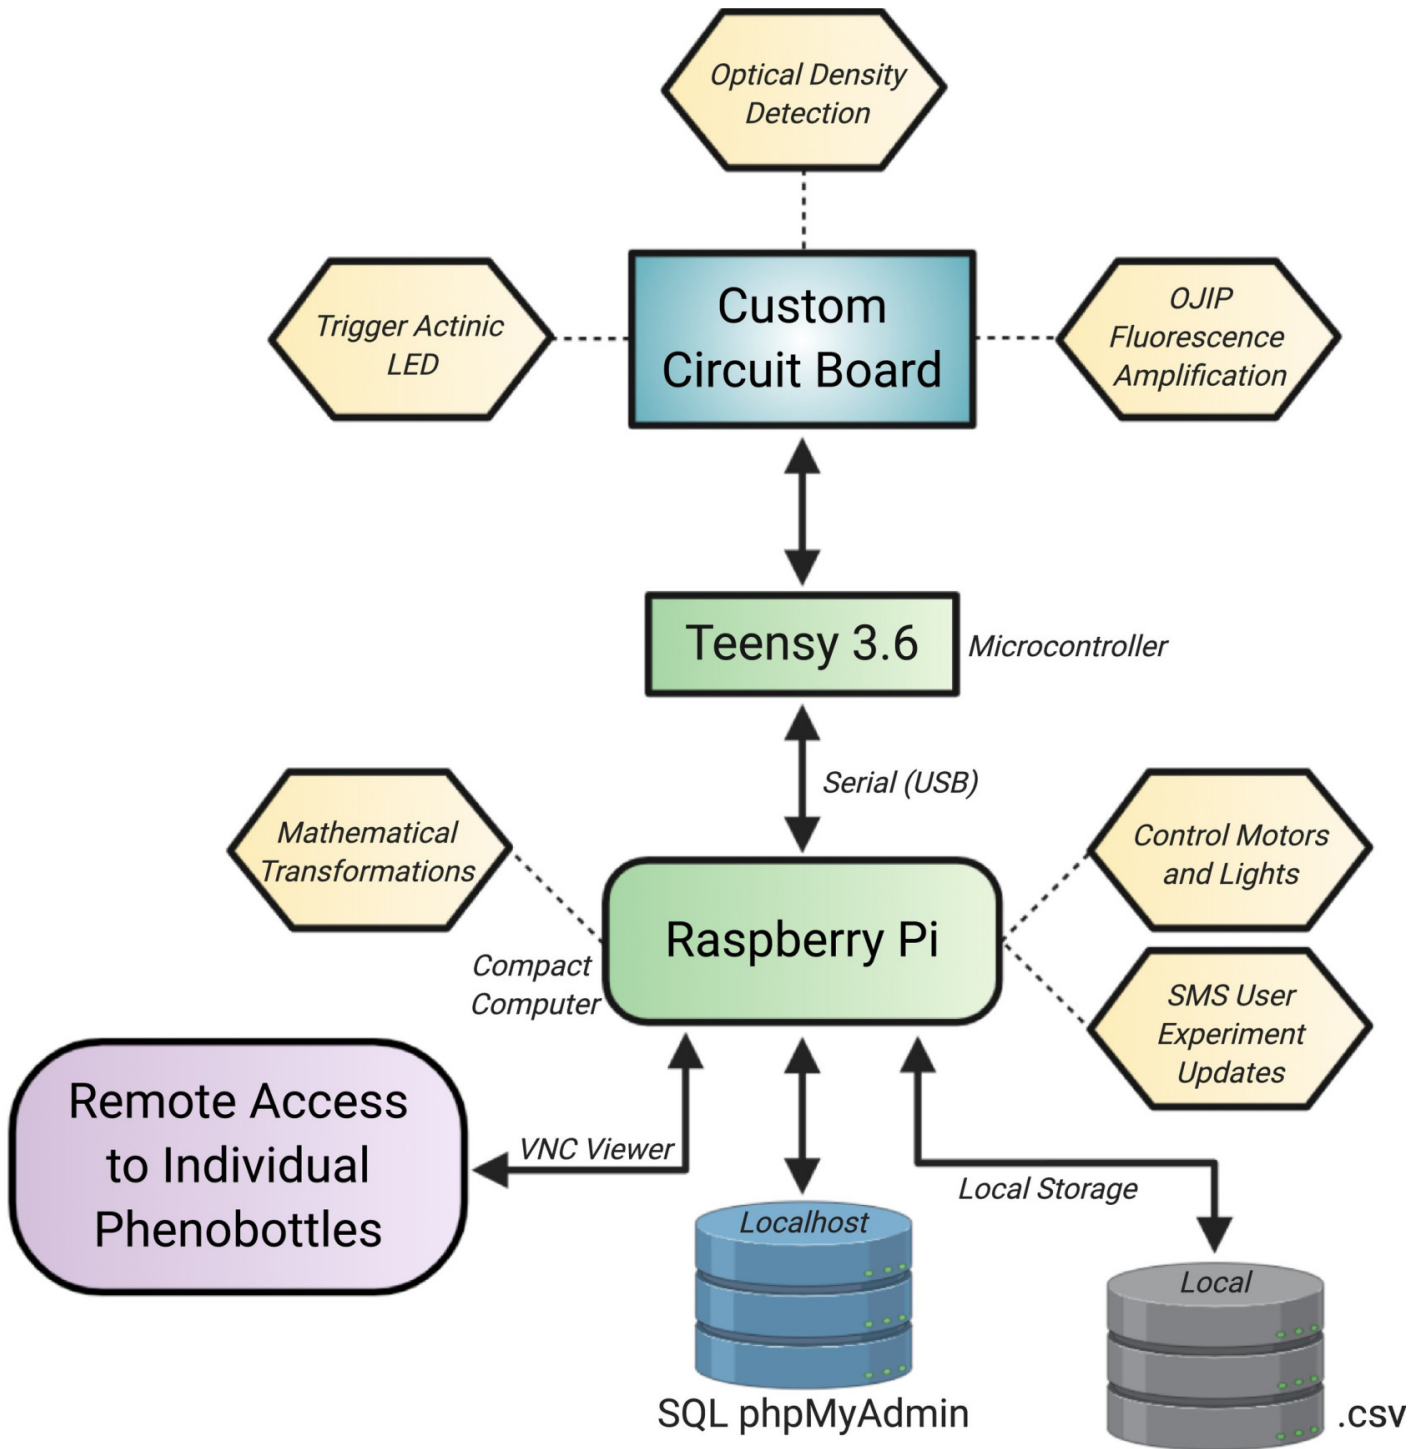 Optical Density
Detection
Trigger Actinic
LED
Custom
Circuit Board
OJIP
Fluorescence
Amplification
Teensy 3.6
Microcontroller
Serial (USB)
Mathematical
Transformations
Control Motors
and Lights
Raspberry Pi
Compact
Computer
SMS User
Experiment
Updates
Remote Access
to Individual
Phenobottles
VNC Viewer
Local Storage
Localhost
Local
SQL phpMyAdmin
.csv